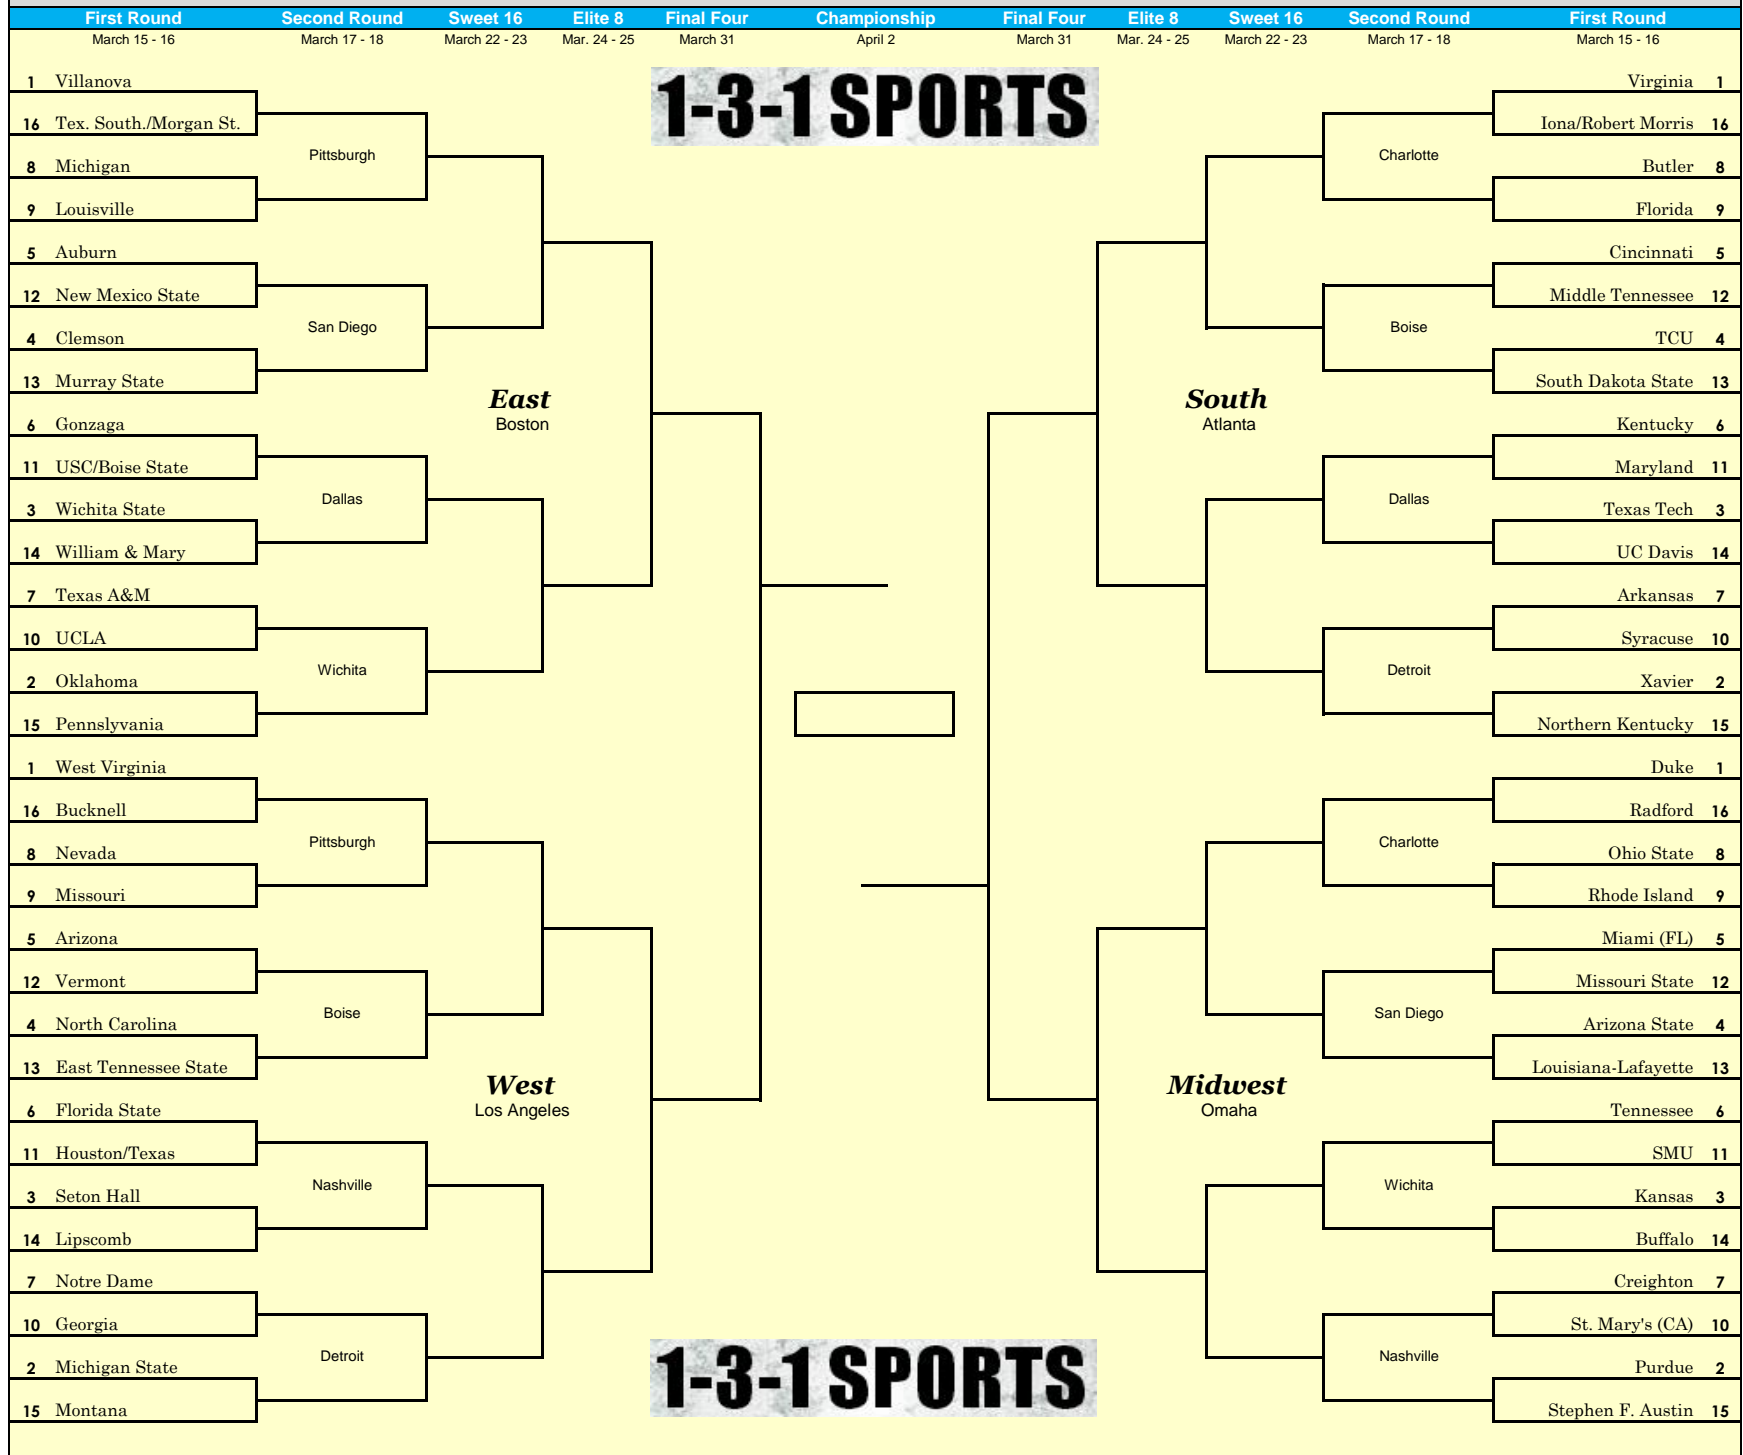 First Round Second Round Sweet 16 Elite 8 Final Four Championship Final Four Elite 8 Sweet 16 Second Round First Round
March 15 - 16 March 17 - 18 March 22 - 23 Mar. 24 - 25 March 31 April 2 March 31 Mar. 24 - 25 March 22 - 23 March 17 - 18 March 15 - 16
1-3-1 SPORTS
1 Villanova
16 Tex. South./Morgan St.
Pittsburgh
8 Michigan
9 Louisville
5 Auburn
12 New Mexico State
San Diego
4 Clemson
13 Murray State
East
Boston
6 Gonzaga
11 USC/Boise State
Dallas
3 Wichita State
14 William & Mary
7 Texas A&M
10 UCLA
Wichita
2 Oklahoma
15 Pennslyvania
1 West Virginia
16 Bucknell
Pittsburgh
8 Nevada
9 Missouri
5 Arizona
12 Vermont
Boise
4 North Carolina
13 East Tennessee State
West
Los Angeles
6 Florida State
11 Houston/Texas
Nashville
3 Seton Hall
14 Lipscomb
7 Notre Dame
10 Georgia
Detroit
2 Michigan State
15 Montana
Virginia 1
Iona/Robert Morris 16
Charlotte
Butler 8
Florida 9
Cincinnati 5
Middle Tennessee 12
Boise
TCU 4
South Dakota State 13
South
Atlanta
Kentucky 6
Maryland 11
Dallas
Texas Tech 3
UC Davis 14
Arkansas 7
Syracuse 10
Detroit
Xavier 2
Northern Kentucky 15
Duke 1
Radford 16
Charlotte
Ohio State 8
Rhode Island 9
Miami (FL) 5
Missouri State 12
San Diego
Arizona State 4
Louisiana-Lafayette 13
Midwest
Omaha
Tennessee 6
SMU 11
Wichita
Kansas 3
Buffalo 14
Creighton 7
St. Mary's (CA) 10
Nashville
Purdue 2
Stephen F. Austin 15
1-3-1 SPORTS